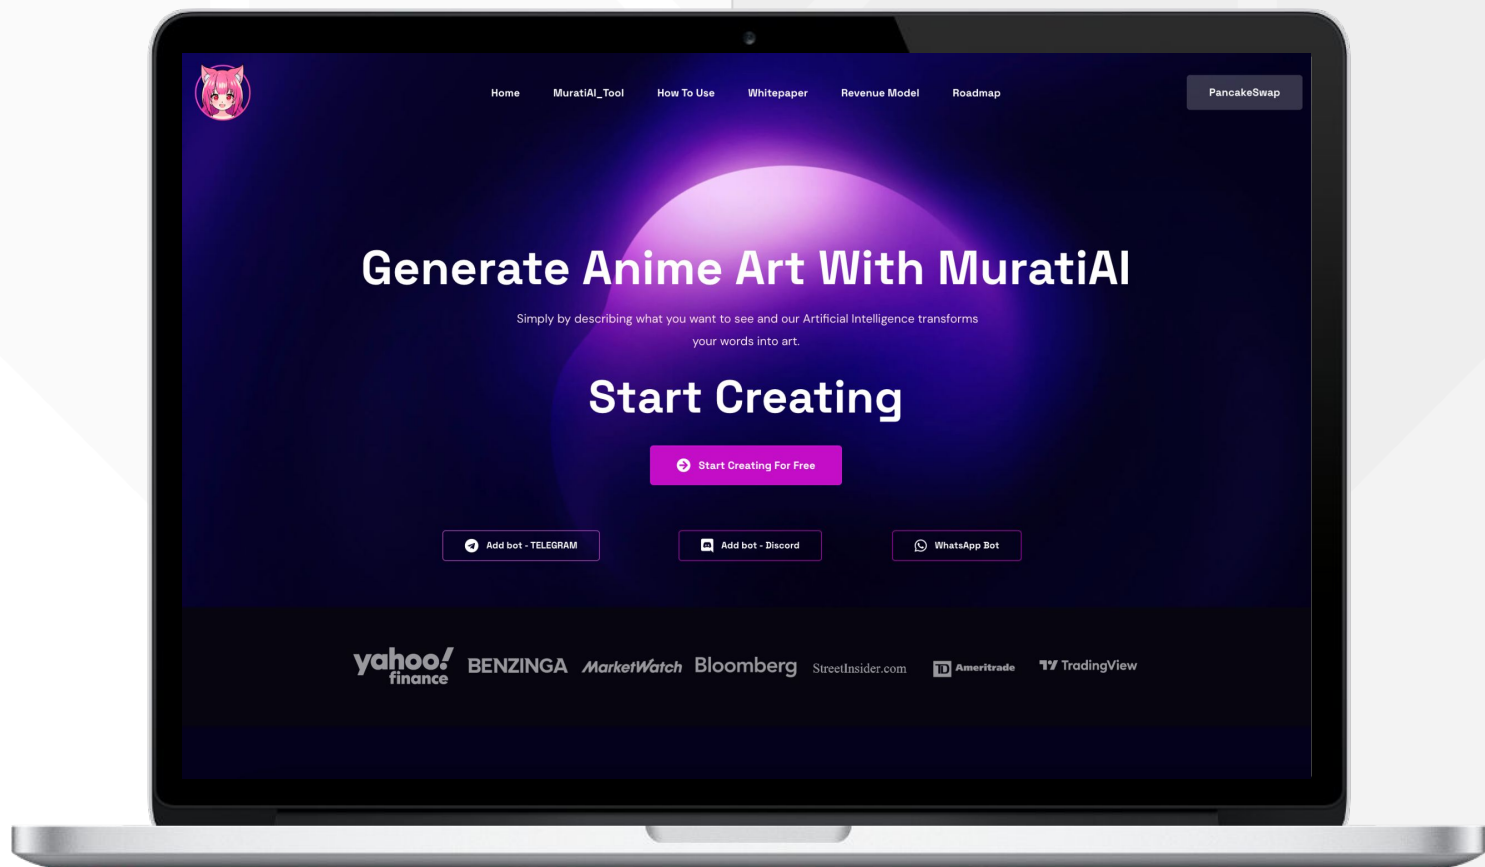 Home MuratiAI_Tool How To Use Whitepaper Revenue Model Roadmap PancakeSwap
Generate Anime Art With MuratiAI
Simply by describing what you want to see and our Artificial Intelligence transforms
your words into art.
Start Creating
Start Creating For Free
Add bot - TELEGRAM Add bot - Discord WhatsApp Bot
yahoo!
finance
BENZINGA MarketWatch Bloomberg StreetInsider.com TD Ameritrade TradingView